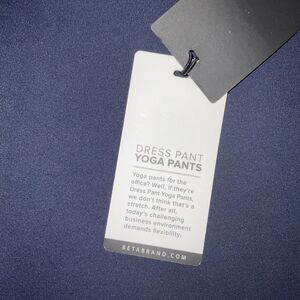 DRESS PANT
YOGA PANTS
Yoga pants for the
office? Well, if they're
Dress Pant Yoga Pants,
we don't think that's a
stretch. After all,
today's challenging
business environment
demands flexibility.
BETABRAND.COM